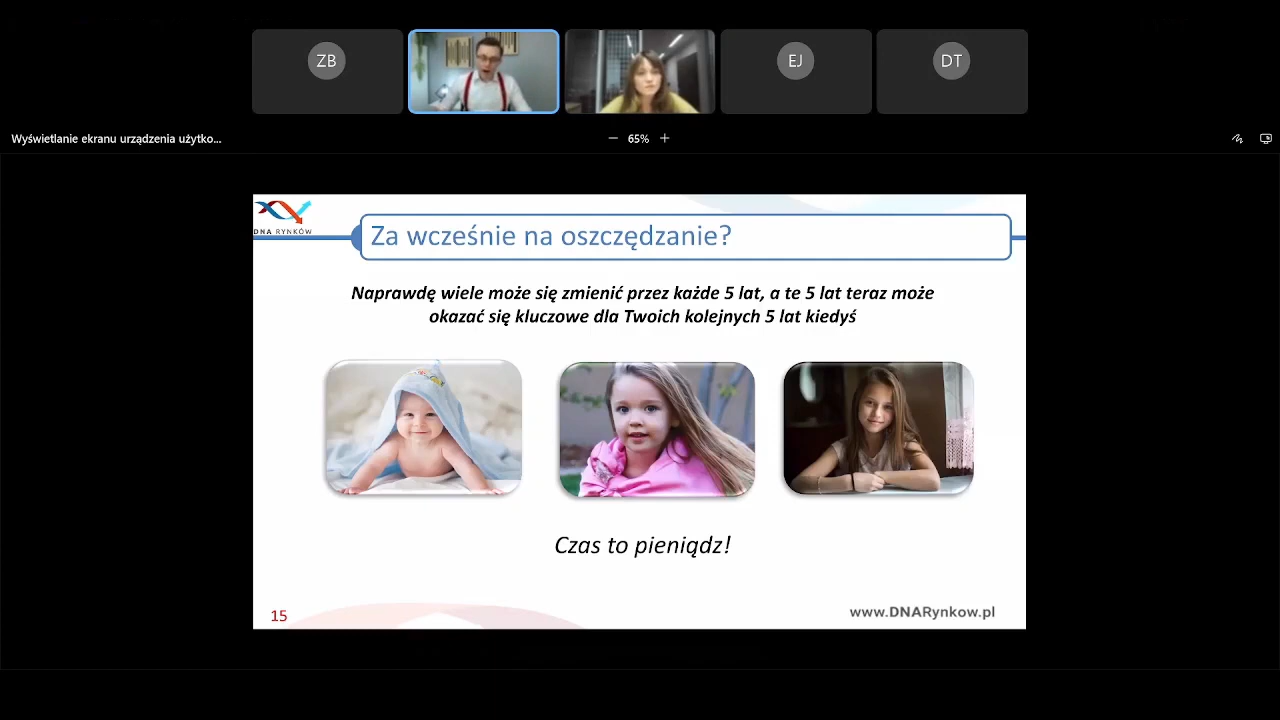 ZB
EJ
DT
Wyświetlanie ekranu urządzenia użytko...
65%
DNA RYNKÓW
Za wcześnie na oszczędzanie?
Naprawdę wiele może się zmienić przez każde 5 lat, a te 5 lat teraz może
okazać się kluczowe dla Twoich kolejnych 5 lat kiedyś
Czas to pieniądz!
15
www.DNARynkow.pl